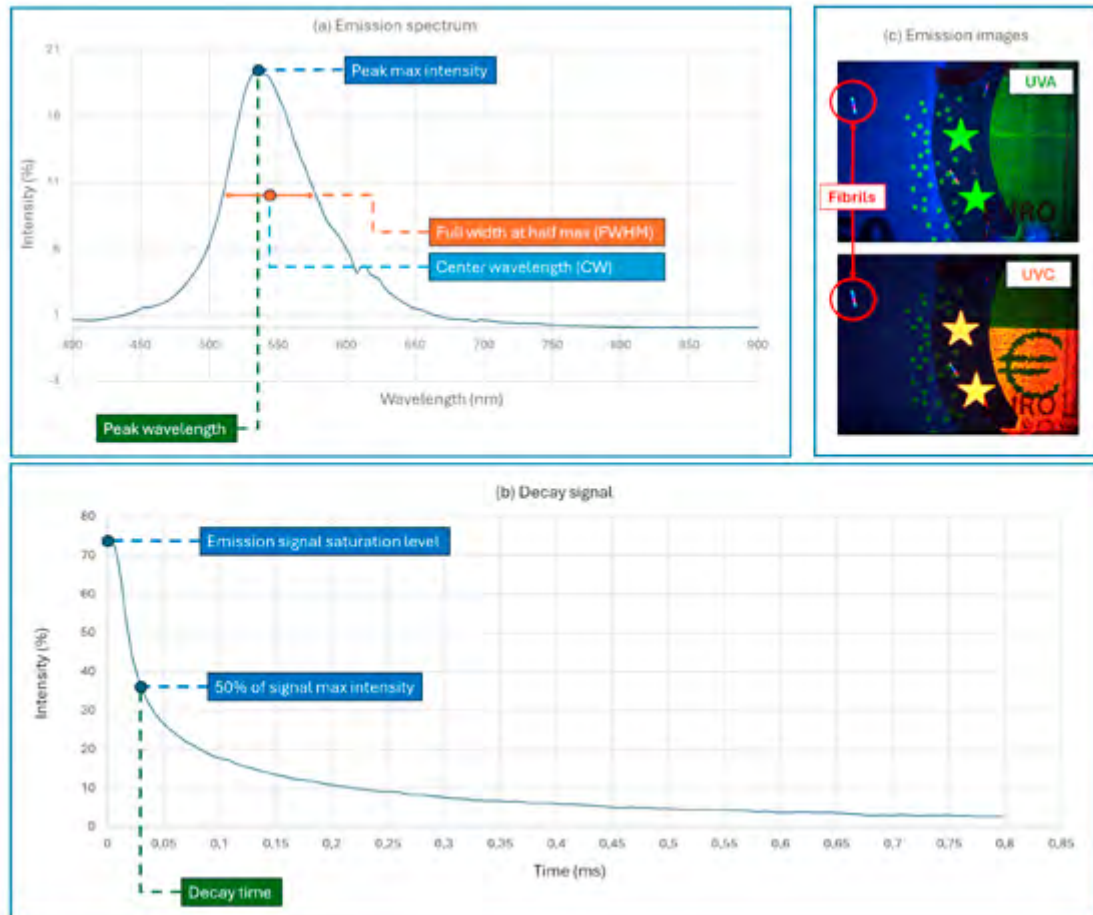 (a) Emission spectrum
21
16
11
6
1
-4
Intensity (%)
400 450 500 550 600 650 700 750 800 850 900
Wavelength (nm)
Peak max intensity
Full width at half max (FWHM)
Center wavelength (CW)
Peak wavelength
(c) Emission images
UVA
Fibrils
URO
UVC
URO
(b) Decay signal
80
70
60
50
40
30
20
10
0
Intensity (%)
0 0,05 0,1 0,15 0,2 0,25 0,3 0,35 0,4 0,45 0,5 0,55 0,6 0,65 0,7 0,75 0,8 0,85
Time (ms)
Emission signal saturation level
50% of signal max intensity
Decay time